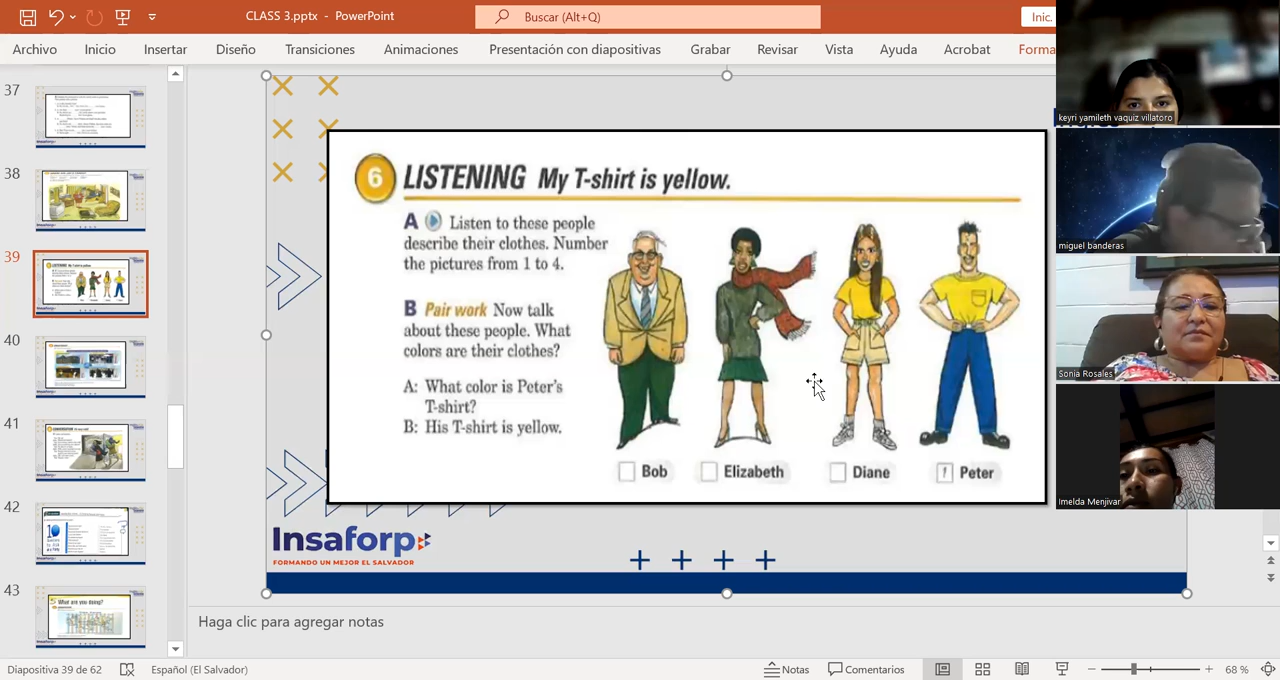 CLASS 3.pptx - PowerPoint
Buscar (Alt+Q)
Inic.
Archivo Inicio Insertar Diseño Transiciones Animaciones Presentación con diapositivas Grabar Revisar Vista Ayuda Acrobat Forma
37
38
39
40
41
42
43
6 LISTENING My T-shirt is yellow.
A Listen to these people
describe their clothes. Number
the pictures from 1 to 4.
B Pair work Now talk
about these people. What
colors are their clothes?
A: What color is Peter's
T-shirt?
B: His T-shirt is yellow.
Bob Elizabeth Diane 1 Peter
Insaforp
FORMANDO UN MEJOR EL SALVADOR
keyri yamileth vaquiz villatoro
miguel banderas
Sonia Rosales
Imelda Menjivar
Haga clic para agregar notas
Diapositiva 39 de 62 Español (El Salvador) Notas Comentarios 68 %